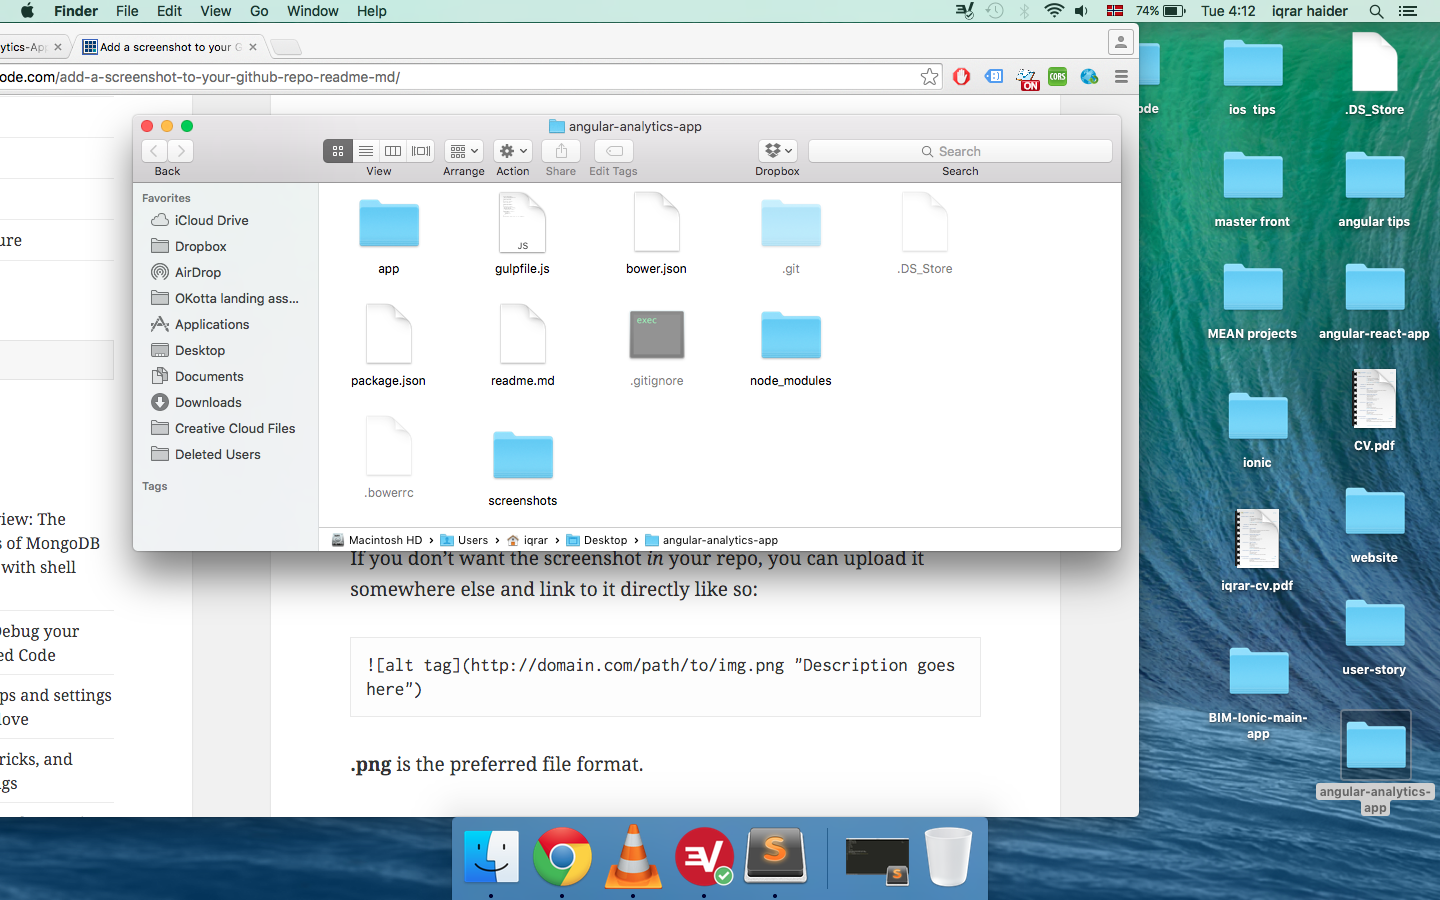 Finder File Edit View Go Window Help
74% Tue 4:12 iqrar haider
ytics-Ap Add a screenshot to your G
ode.com/add-a-screenshot-to-your-github-repo-readme-md/
ON CORS
angular-analytics-app
Search
Back View Arrange Action Share Edit Tags Dropbox Search
Favorites
iCloud Drive
Dropbox
AirDrop
OKotta landing ass...
Applications
Desktop
Documents
Downloads
Creative Cloud Files
Deleted Users
Tags
JS
app gulpfile.js bower.json .git .DS_Store
exec
package.json readme.md .gitignore node_modules
.bowerrc screenshots
Macintosh HD › Users › iqrar › Desktop › angular-analytics-app
ure
iew: The
s of MongoDB
with shell
Debug your
ed Code
ps and settings
love
ricks, and
gs
If you don't want the screenshot in your repo, you can upload it
somewhere else and link to it directly like so:
![alt tag](http://domain.com/path/to/img.png "Description goes
here")
.png is the preferred file format.
ode
ios tips
.DS_Store
master front
angular tips
MEAN projects
angular-react-app
ionic
CV.pdf
iqrar-cv.pdf
website
BIM-Ionic-main-
app
user-story
angular-analytics-
app
S